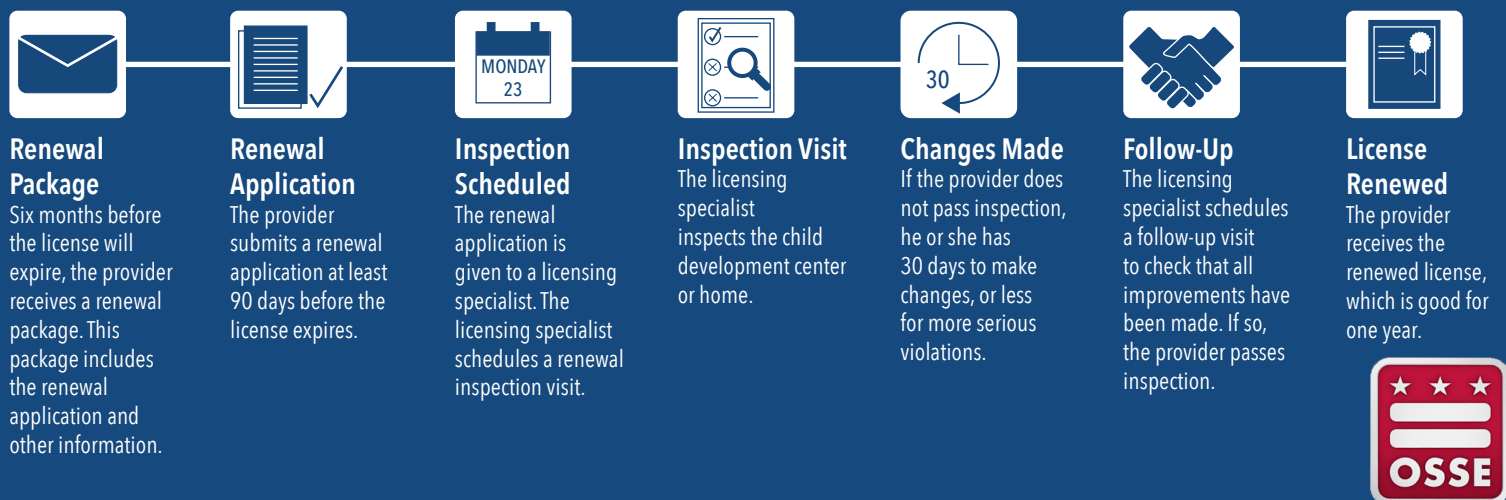 MONDAY
23
30
Renewal
Package
Six months before
the license will
expire, the provider
receives a renewal
package. This
package includes
the renewal
application and
other information.
Renewal
Application
The provider
submits a renewal
application at least
90 days before the
license expires.
Inspection
Scheduled
The renewal
application is
given to a licensing
specialist. The
licensing specialist
schedules a renewal
inspection visit.
Inspection Visit
The licensing
specialist
inspects the child
development center
or home.
Changes Made
If the provider does
not pass inspection,
he or she has
30 days to make
changes, or less
for more serious
violations.
Follow-Up
The licensing
specialist schedules
a follow-up visit
to check that all
improvements have
been made. If so,
the provider passes
inspection.
License
Renewed
The provider
receives the
renewed license,
which is good for
one year.
OSSE